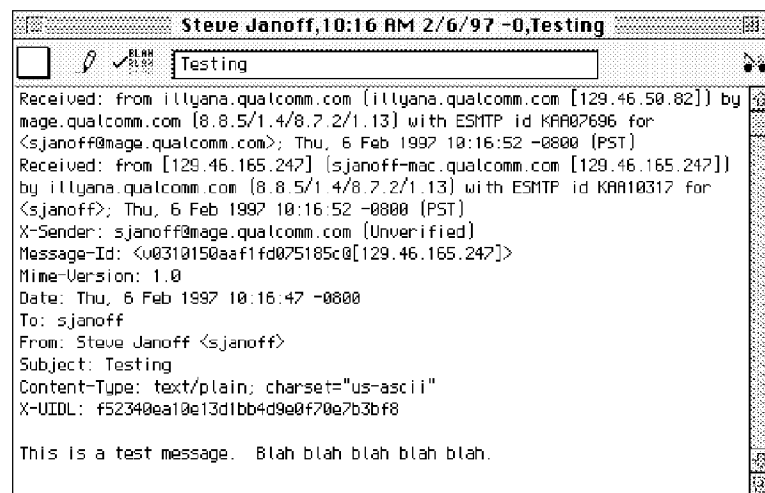 Steve Janoff,10:16 AM 2/6/97 -0,Testing
BLAH
BLAH
Testing
Received: from illyana.qualcomm.com (illyana.qualcomm.com [129.46.50.82]) by
mage.qualcomm.com (8.8.5/1.4/8.7.2/1.13) with ESMTP id KAA07696 for
<sjanoff@mage.qualcomm.com>; Thu, 6 Feb 1997 10:16:52 -0800 (PST)
Received: from [129.46.165.247] (sjanoff-mac.qualcomm.com [129.46.165.247])
by illyana.qualcomm.com (8.8.5/1.4/8.7.2/1.13) with ESMTP id KAA10317 for
<sjanoff>; Thu, 6 Feb 1997 10:16:52 -0800 (PST)
X-Sender: sjanoff@mage.qualcomm.com (Unverified)
Message-Id: <v0310150aaf1fd075185c@[129.46.165.247]>
Mime-Version: 1.0
Date: Thu, 6 Feb 1997 10:16:47 -0800
To: sjanoff
From: Steve Janoff <sjanoff>
Subject: Testing
Content-Type: text/plain; charset="us-ascii"
X-UIDL: f52340ea10e13d1bb4d9e0f70e7b3bf8

This is a test message.  Blah blah blah blah blah.